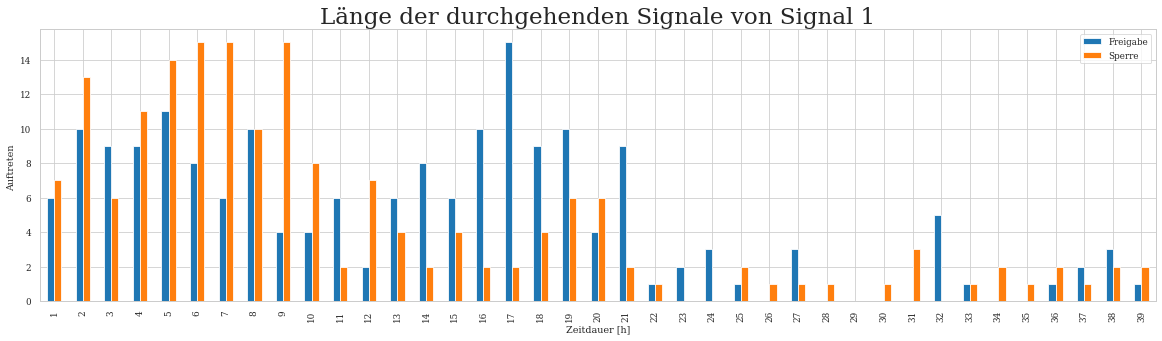 Länge der durchgehenden Signale von Signal 1
Freigabe
Sperre
Auftreten
14
12
10
8
6
4
2
0
1 2 3 4 5 6 7 8 9 10 11 12 13 14 15 16 17 18 19 20 21 22 23 24 25 26 27 28 29 30 31 32 33 34 35 36 37 38 39
Zeitdauer [h]